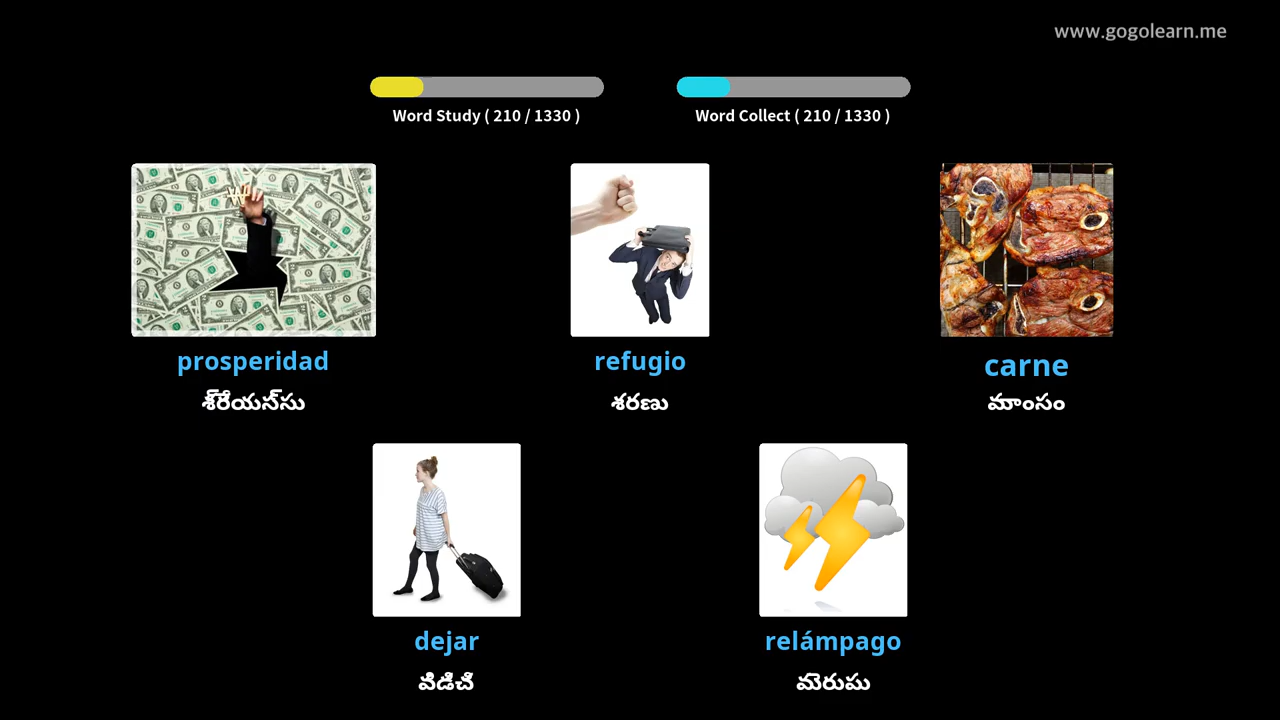 www.gogolearn.me
Word Study ( 210 / 1330 )
Word Collect ( 210 / 1330 )
prosperidad
refugio
carne
శ్రేయస్సు
శరణు
మాంసం
dejar
relámpago
విడిచి
మెరుపు